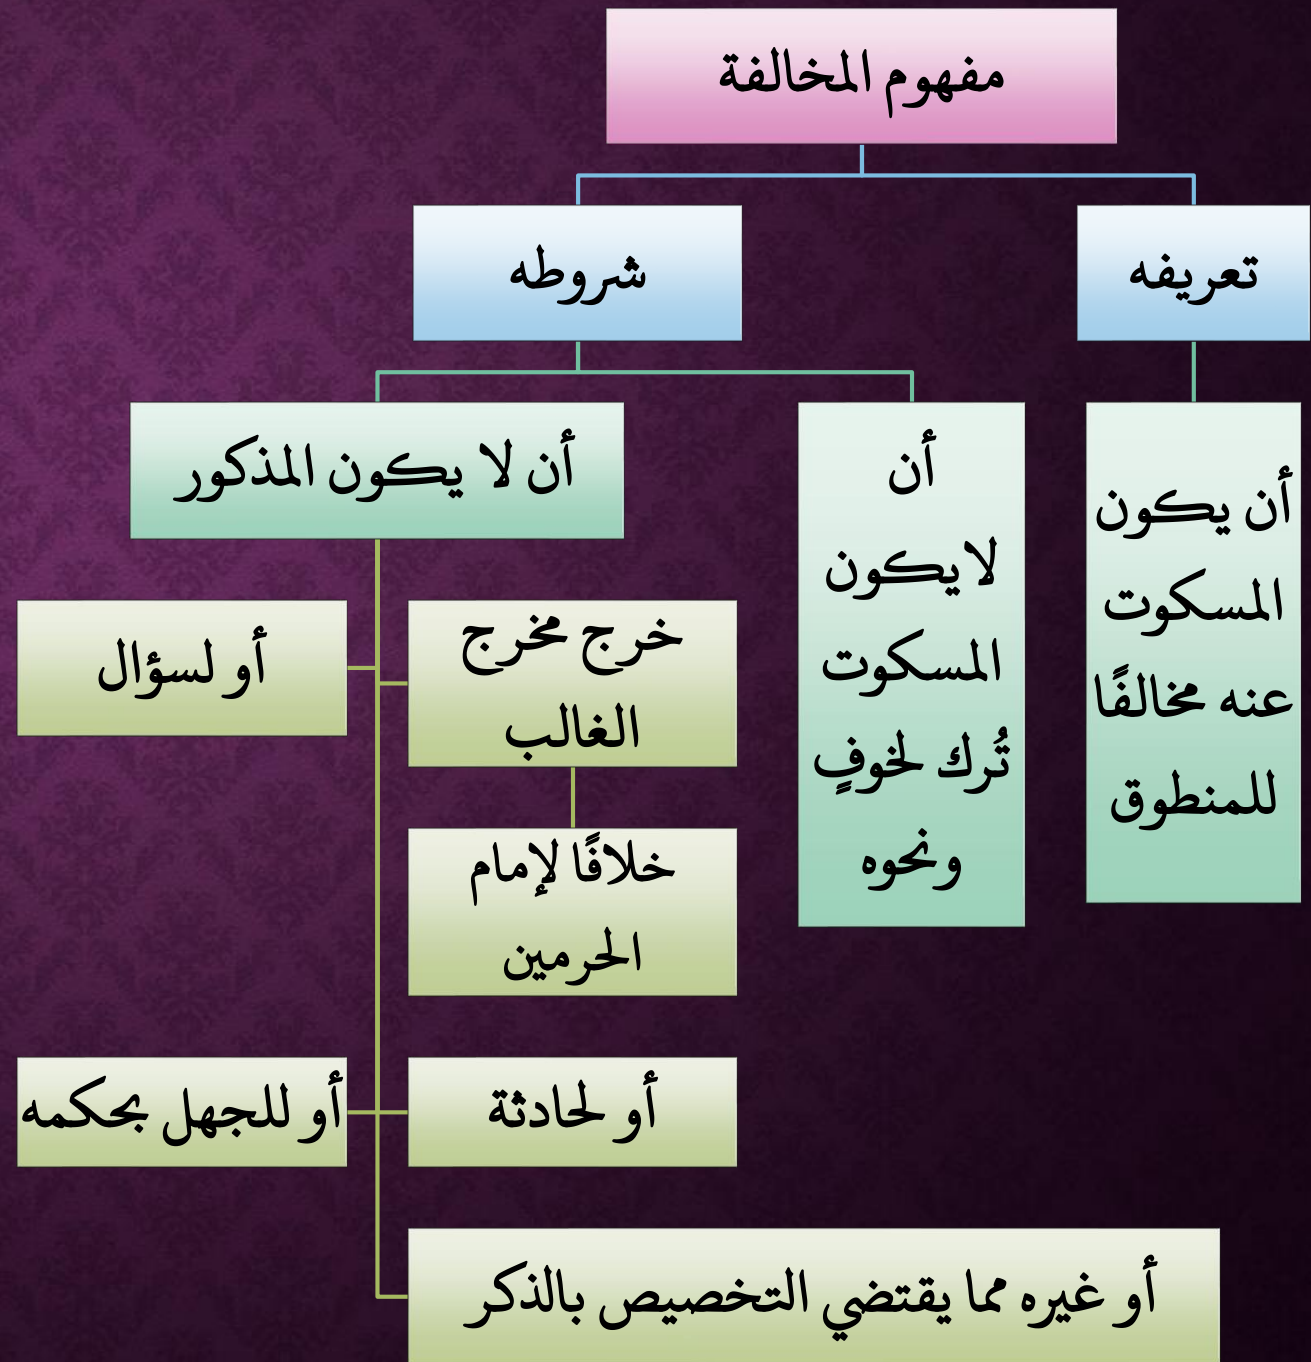 مفهوم المخالفة
تعريفه
شروطه
أن يكون
المسكوت
عنه مخالفًا
للمنطوق
أن
لايكون
المسكوت
تُرك لخوفٍ
ونحوه
أن لا يكون المذكور
خرج مخرج
الغالب
أو لسؤال
خلافًا لإمام
الحرمين
أو لحادثة
أو للجهل بحكمه
أو غيره مما يقتضي التخصيص بالذكر